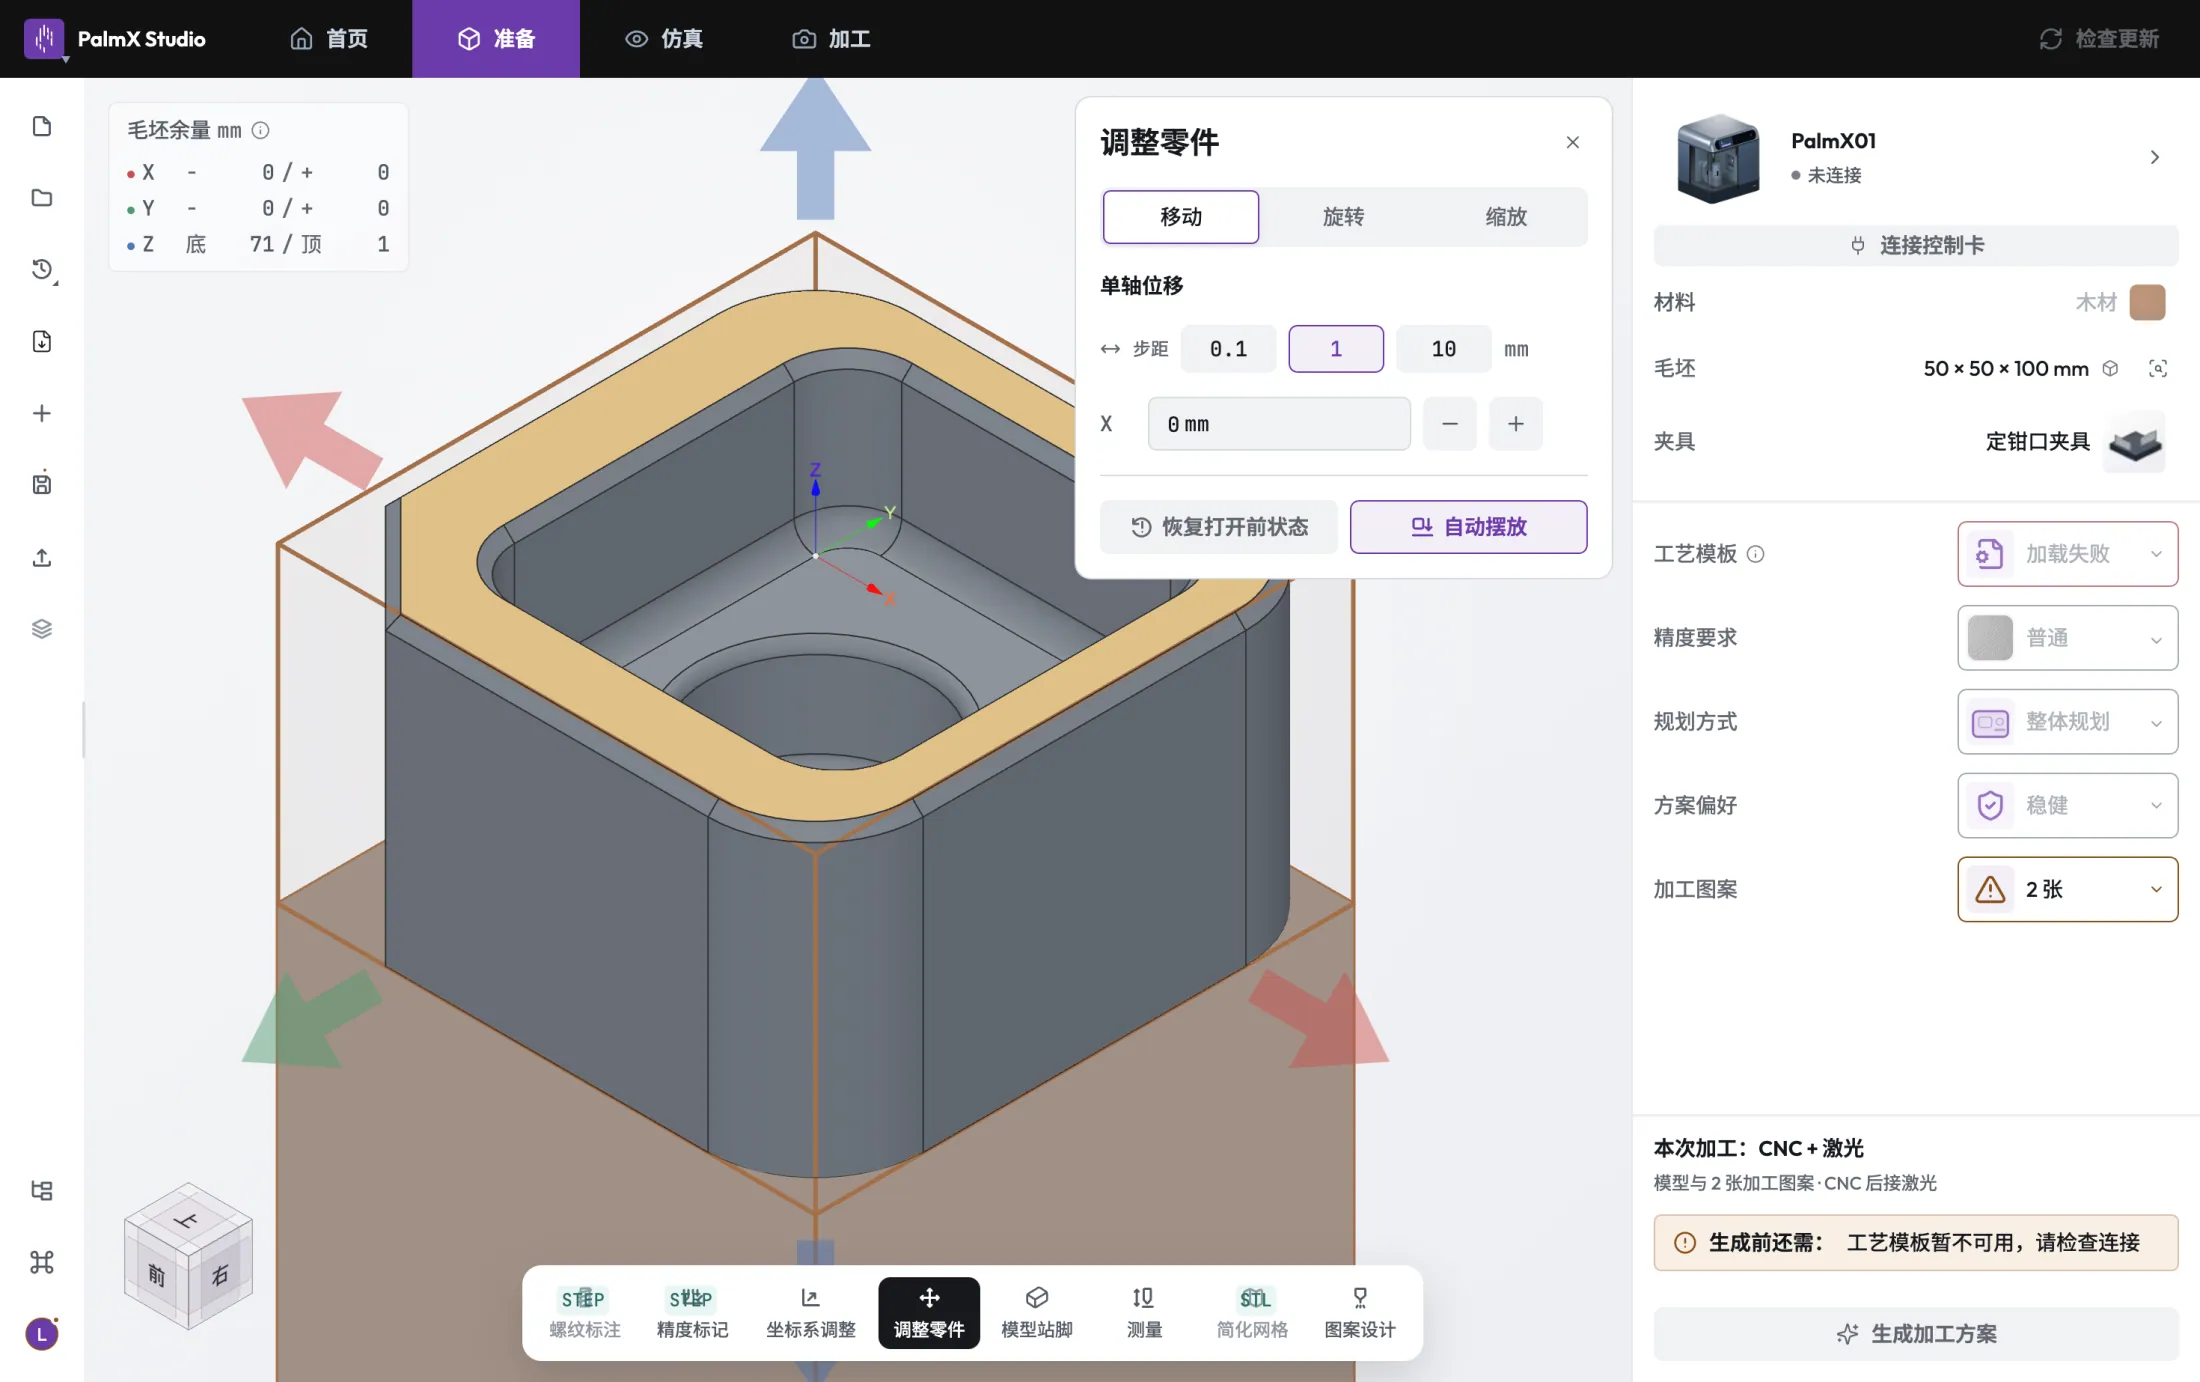 PalmX Studio
首页
准备
仿真
加工
检查更新
毛坯余量 mm
X - 0 / + 0
Y - 0 / + 0
Z 底 71 / 顶 1
Z
Y
X
调整零件
移动
旋转
缩放
单轴位移
步距 0.1 1 10 mm
X 0 mm
恢复打开前状态
自动摆放
PalmX01
未连接
连接控制卡
材料 木材
毛坯 50 × 50 × 100 mm
夹具 定钳口夹具
工艺模板 加载失败
精度要求 普通
规划方式 整体规划
方案偏好 稳健
加工图案 2 张
本次加工：CNC + 激光
模型与 2 张加工图案 · CNC 后接激光
生成前还需： 工艺模板暂不可用，请检查连接
生成加工方案
上
前
右
L
STEP
螺纹标注
STEP
精度标记
坐标系调整
调整零件
模型站脚
测量
STL
简化网格
图案设计